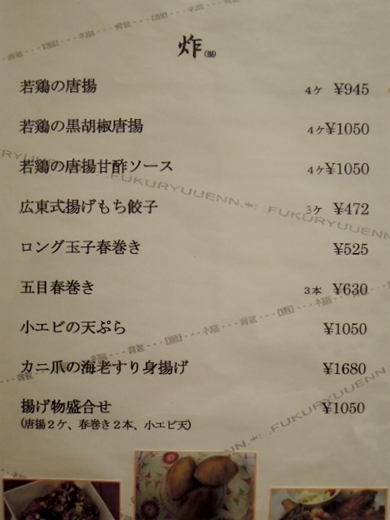 炸
若鶏の唐揚 4ケ ¥945
若鶏の黒胡椒唐揚 4ケ¥1050
若鶏の唐揚甘酢ソース 4ケ¥1050
広東式揚げもち餃子 3ケ ¥472
ロング玉子春巻き ¥525
五目春巻き 3本 ¥630
小エビの天ぷら ¥1050
カニ爪の海老すり身揚げ ¥1680
揚げ物盛合せ ¥1050
(唐揚2ケ、春巻き2本、小エビ天)
FUKURYUUENN